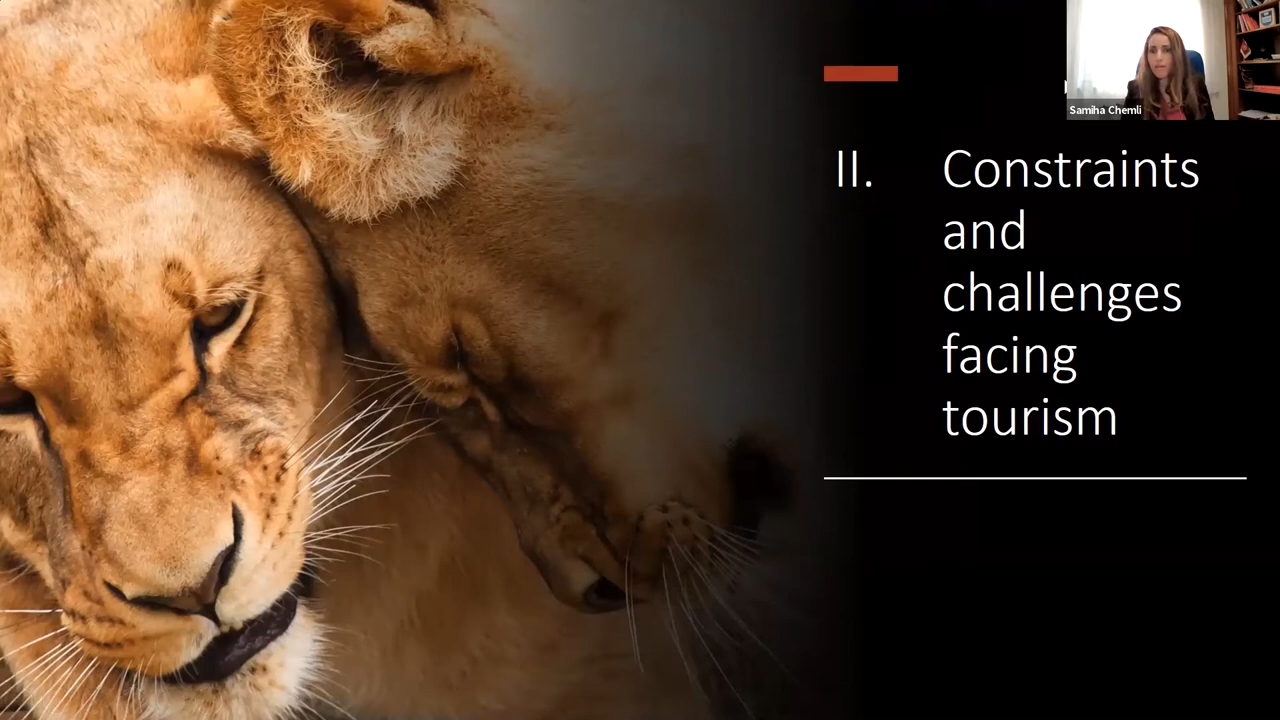 Samiha Chemli
II. Constraints
and
challenges
facing
tourism